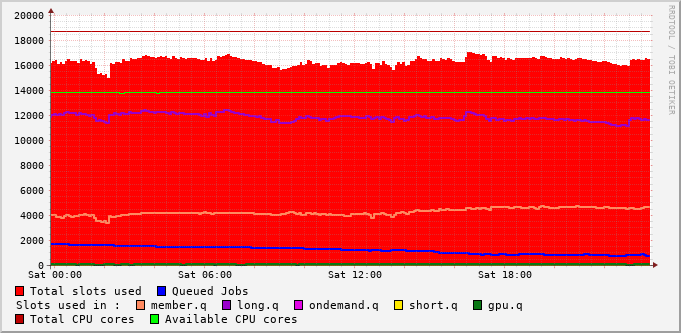 RRDTOOL / TOBI OETIKER
20000
18000
16000
14000
12000
10000
8000
6000
4000
2000
0
Sat 00:00 Sat 06:00 Sat 12:00 Sat 18:00
Total slots used Queued Jobs
Slots used in : member.q long.q ondemand.q short.q gpu.q
Total CPU cores Available CPU cores